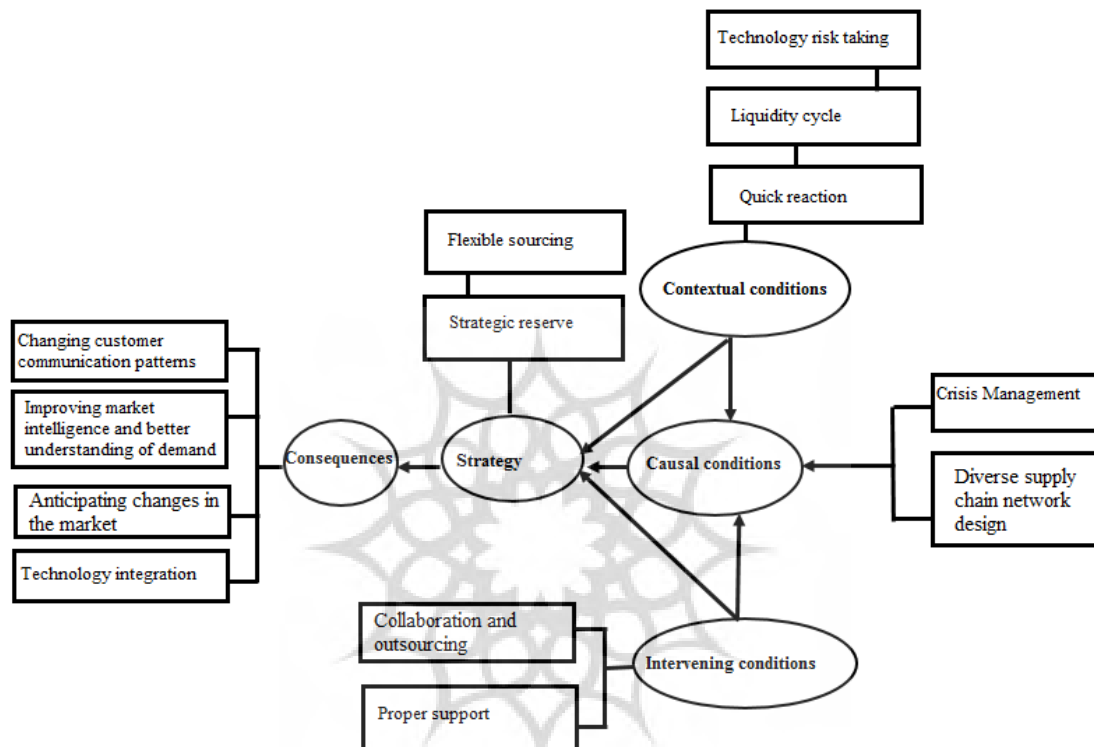 Technology risk taking
Liquidity cycle
Quick reaction
Contextual conditions
Flexible sourcing
Strategic reserve
Changing customer
communication patterns
Improving market
intelligence and better
understanding of demand
Anticipating changes in
the market
Technology integration
Consequences
Strategy
Causal conditions
Crisis Management
Diverse supply
chain network
design
Collaboration and
outsourcing
Proper support
Intervening conditions